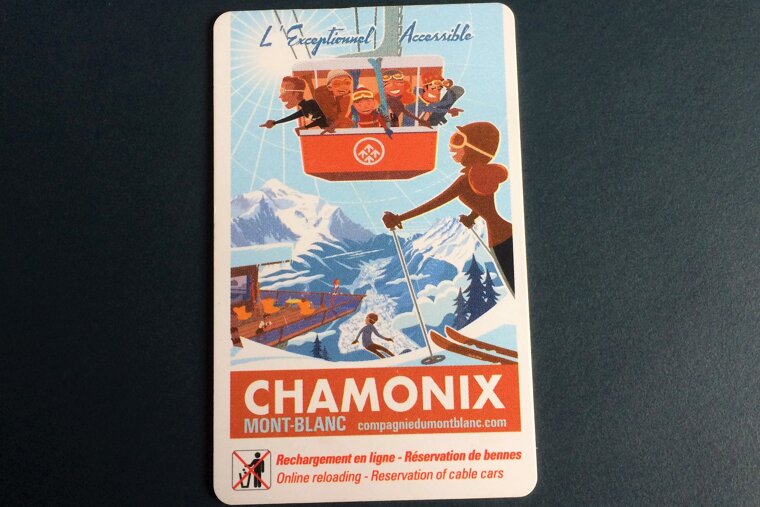 L'Exceptionnel Accessible
CHAMONIX
MONT-BLANC compagniedumontblanc.com
Rechargement en ligne - Réservation de bennes
Online reloading - Reservation of cable cars